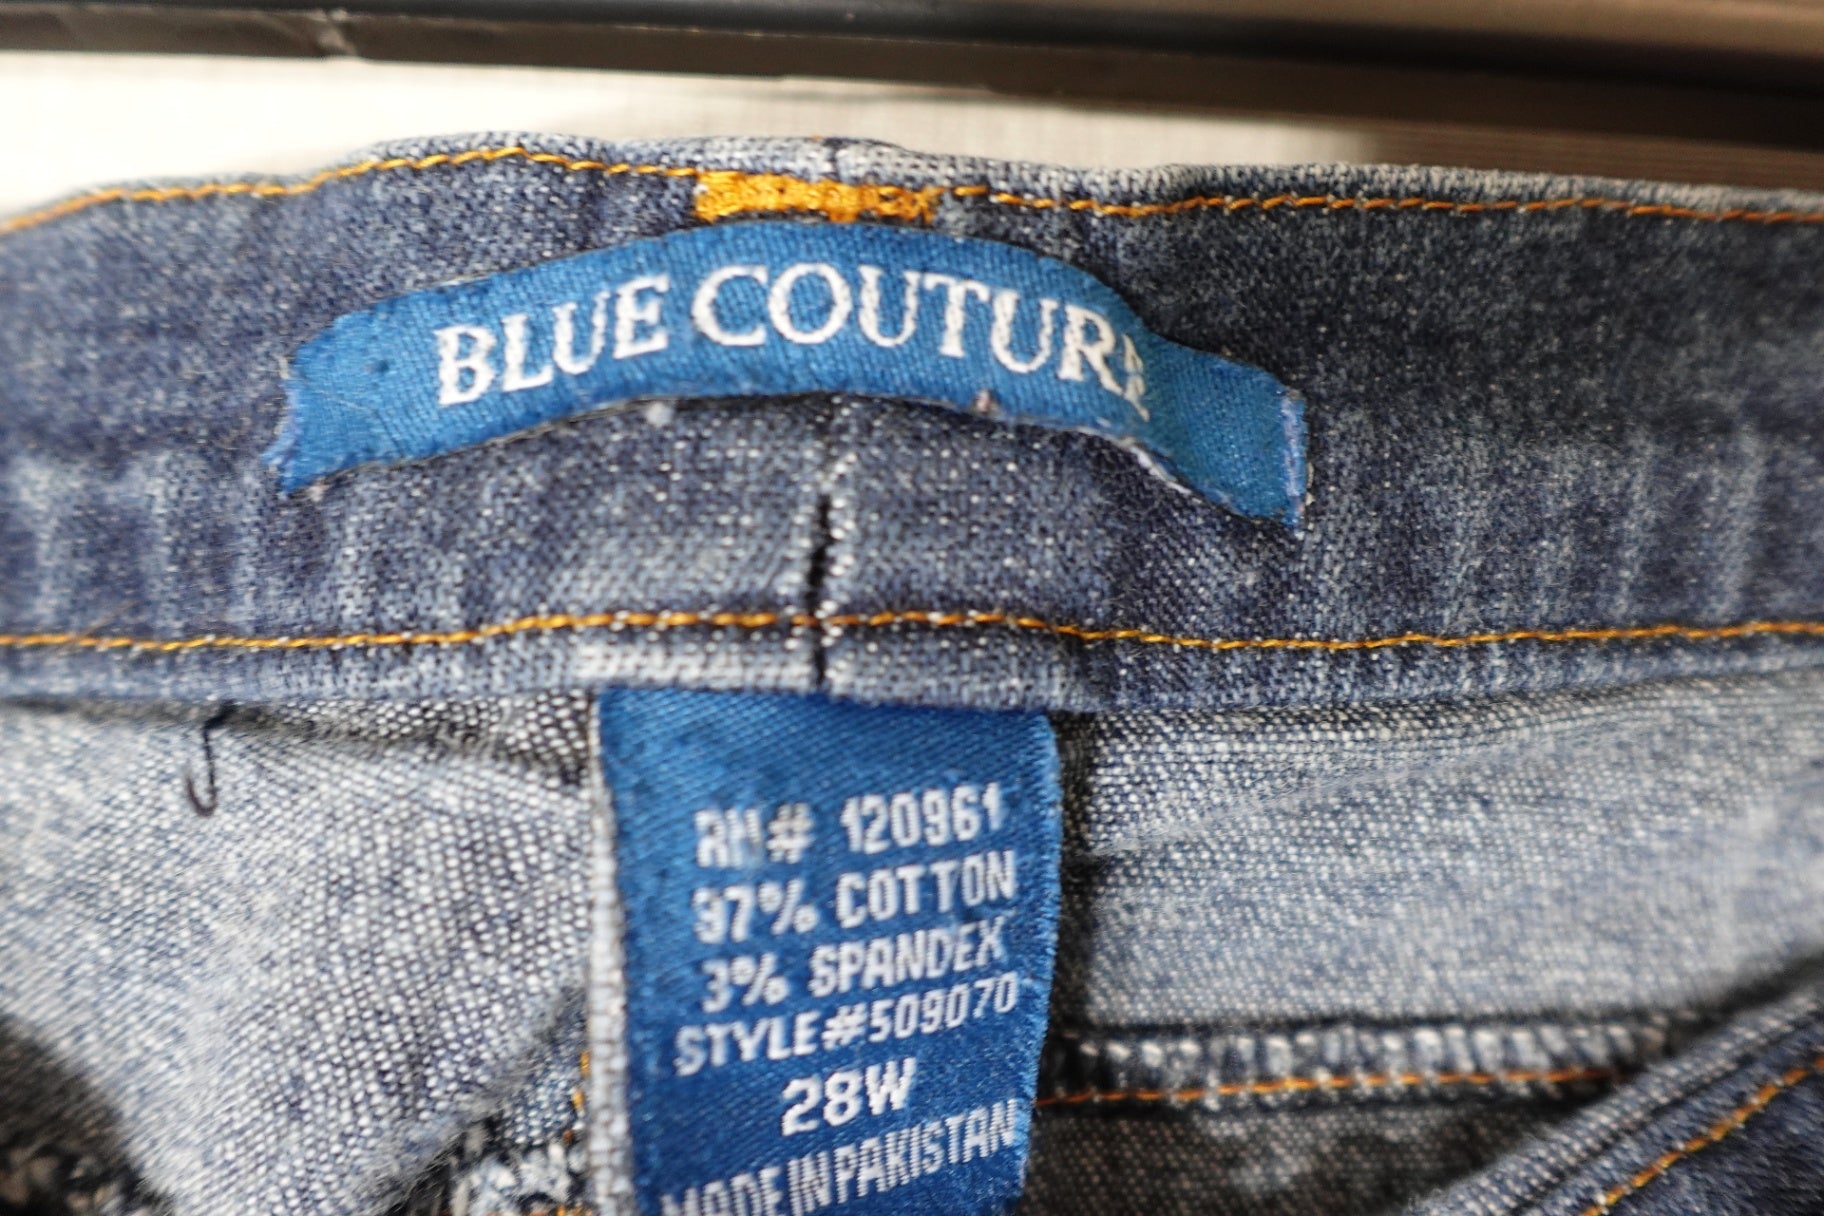 BLUE COUTURE
RN# 120961
97% COTTON
3% SPANDEX
STYLE#509070
28W
MADE IN PAKISTAN